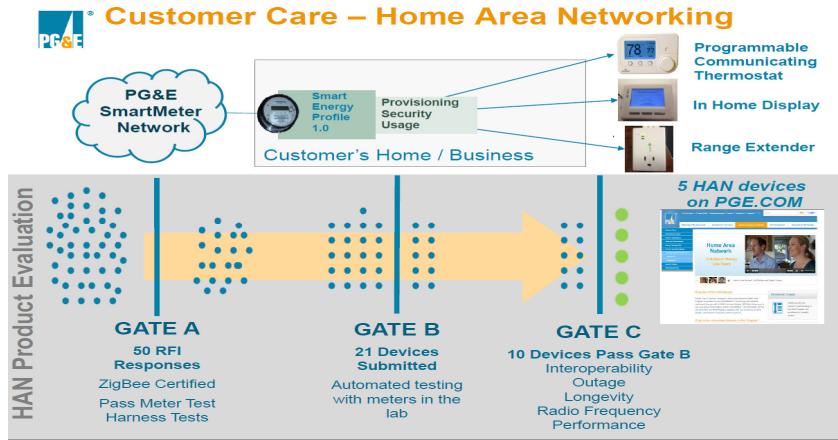 PG&E ® Customer Care – Home Area Networking
PG&E
SmartMeter
Network
Smart
Energy
Profile
1.0
Provisioning
Security
Usage
Customer's Home / Business
78
Programmable
Communicating
Thermostat
In Home Display
Range Extender
HAN Product Evaluation
5 HAN devices
on PGE.COM
Home Area
Network
GATE A
50 RFI
Responses
ZigBee Certified
Pass Meter Test
Harness Tests
GATE B
21 Devices
Submitted
Automated testing
with meters in the
lab
GATE C
10 Devices Pass Gate B
Interoperability
Outage
Longevity
Radio Frequency
Performance